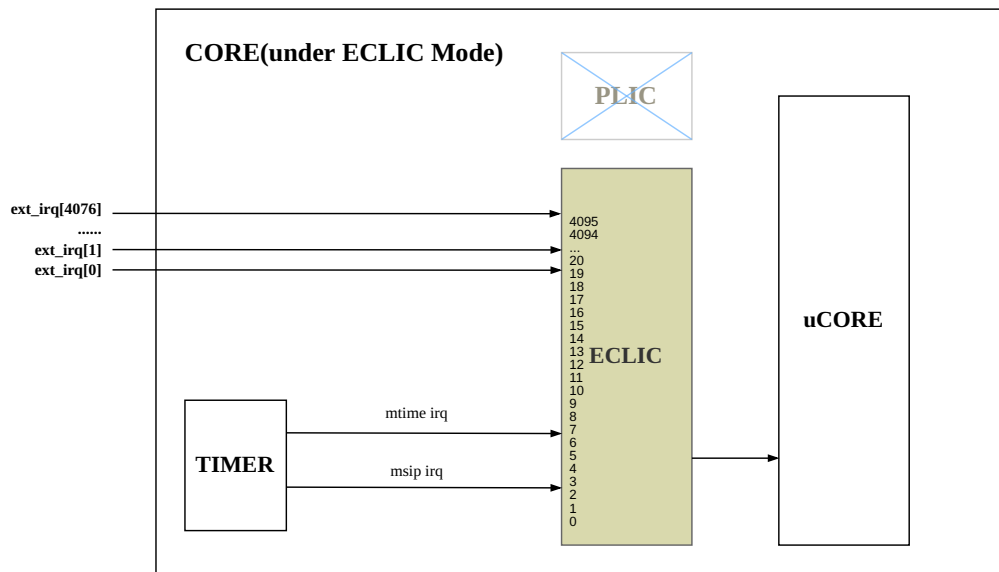 CORE(under ECLIC Mode)
PLIC
ext_irq[4076]
......
ext_irq[1]
ext_irq[0]
4095
4094
...
20
19
18
17
16
15
14
13
12
11
10
9
8
7
6
5
4
3
2
1
0
ECLIC
uCORE
TIMER
mtime irq
msip irq